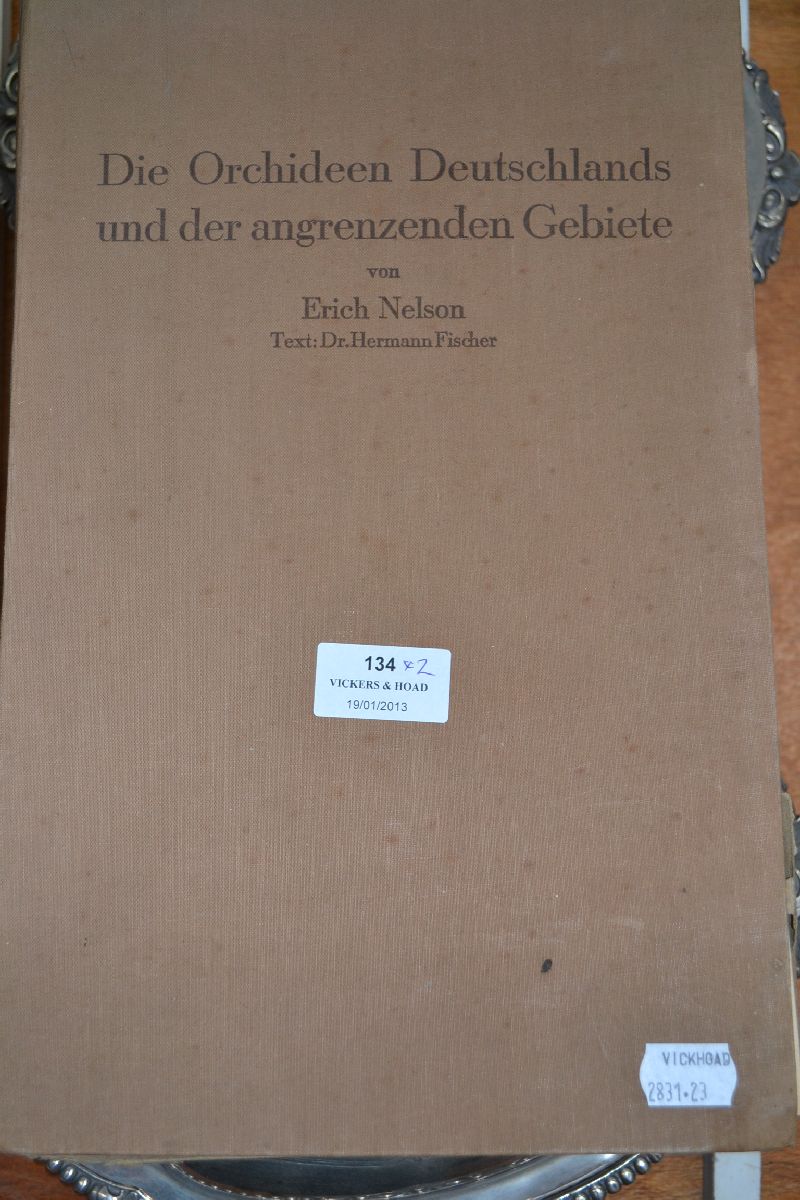 Die Orchideen Deutschlands
und der angrenzenden Gebiete
von
Erich Nelson
Text: Dr. Hermann Fischer
134 x2
VICKERS & HOAD
19/01/2013
VICKHOAD
2831.23